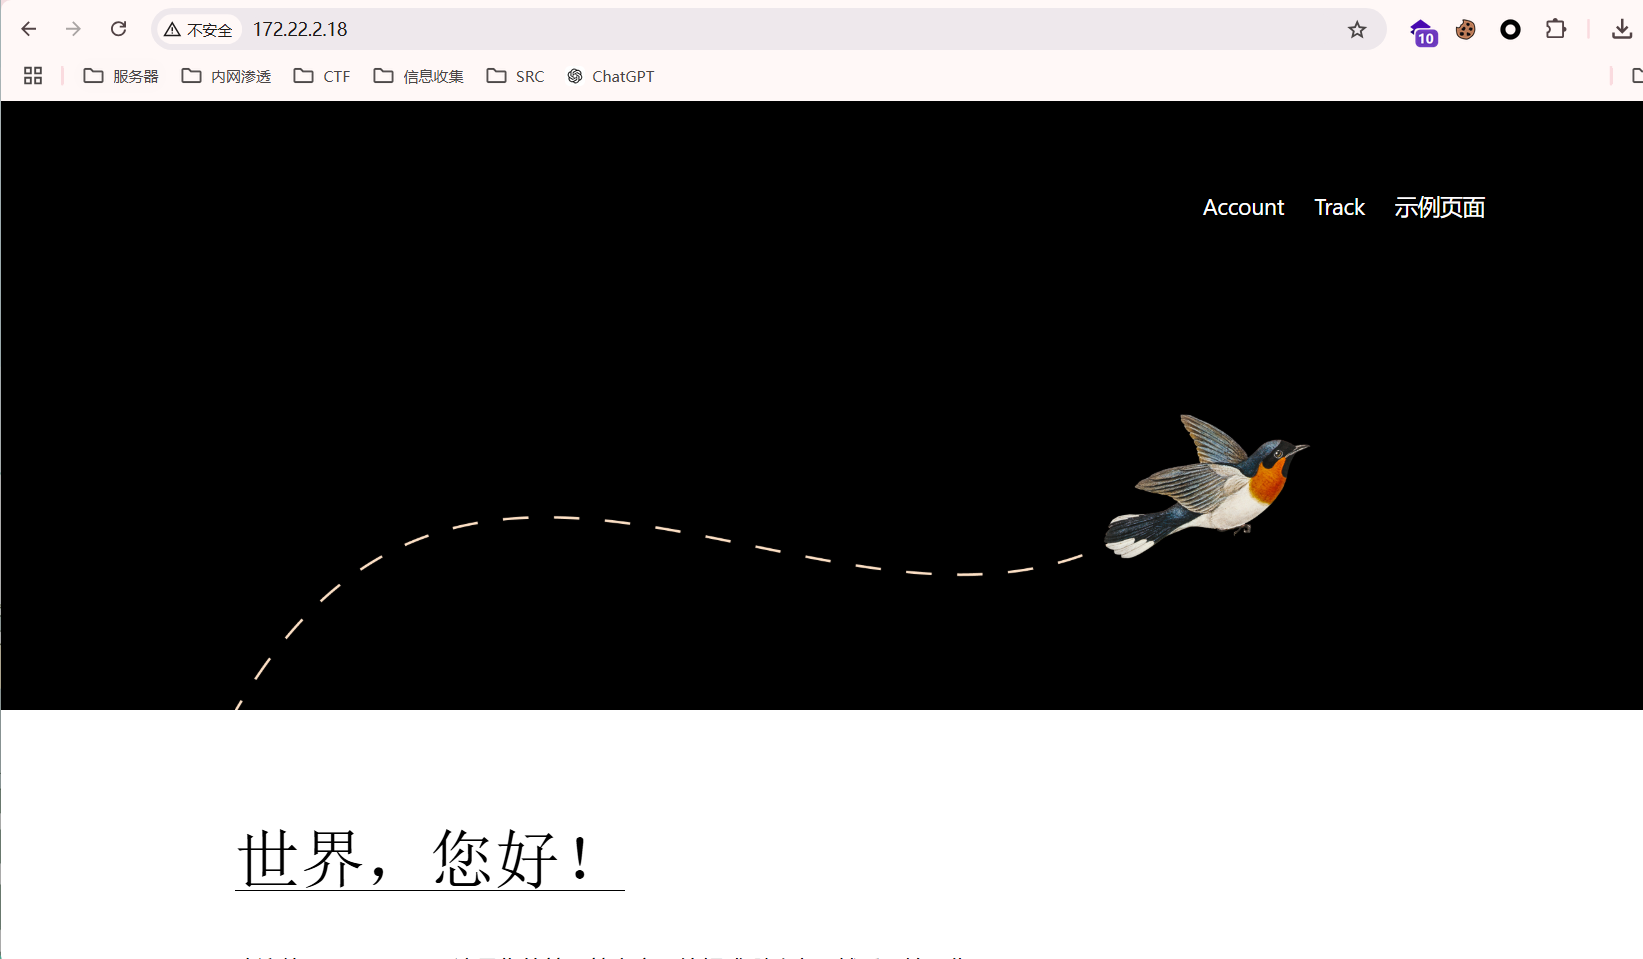 不安全 172.22.2.18
10
服务器 内网渗透 CTF 信息收集 SRC ChatGPT
Account Track 示例页面
世界，您好！